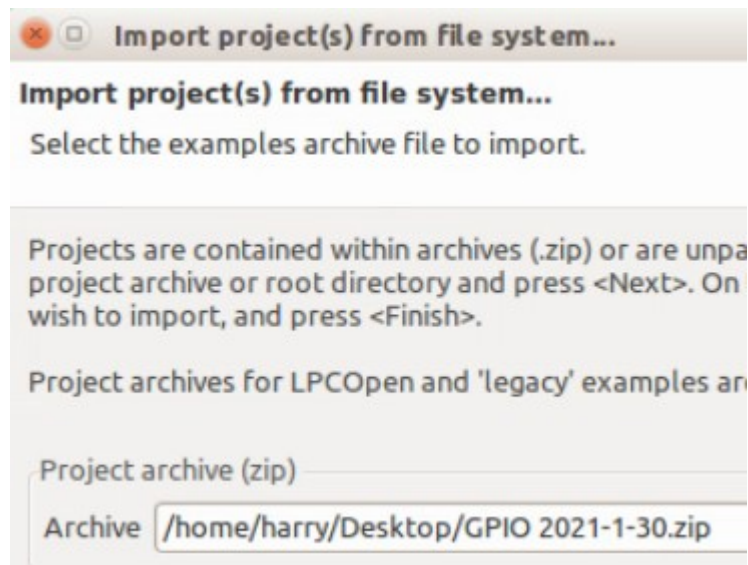 Import project(s) from file system...
Import project(s) from file system...
Select the examples archive file to import.
Projects are contained within archives (.zip) or are unpa
project archive or root directory and press <Next>. On
wish to import, and press <Finish>.
Project archives for LPCOpen and 'legacy' examples are
Project archive (zip)
Archive /home/harry/Desktop/GPIO 2021-1-30.zip